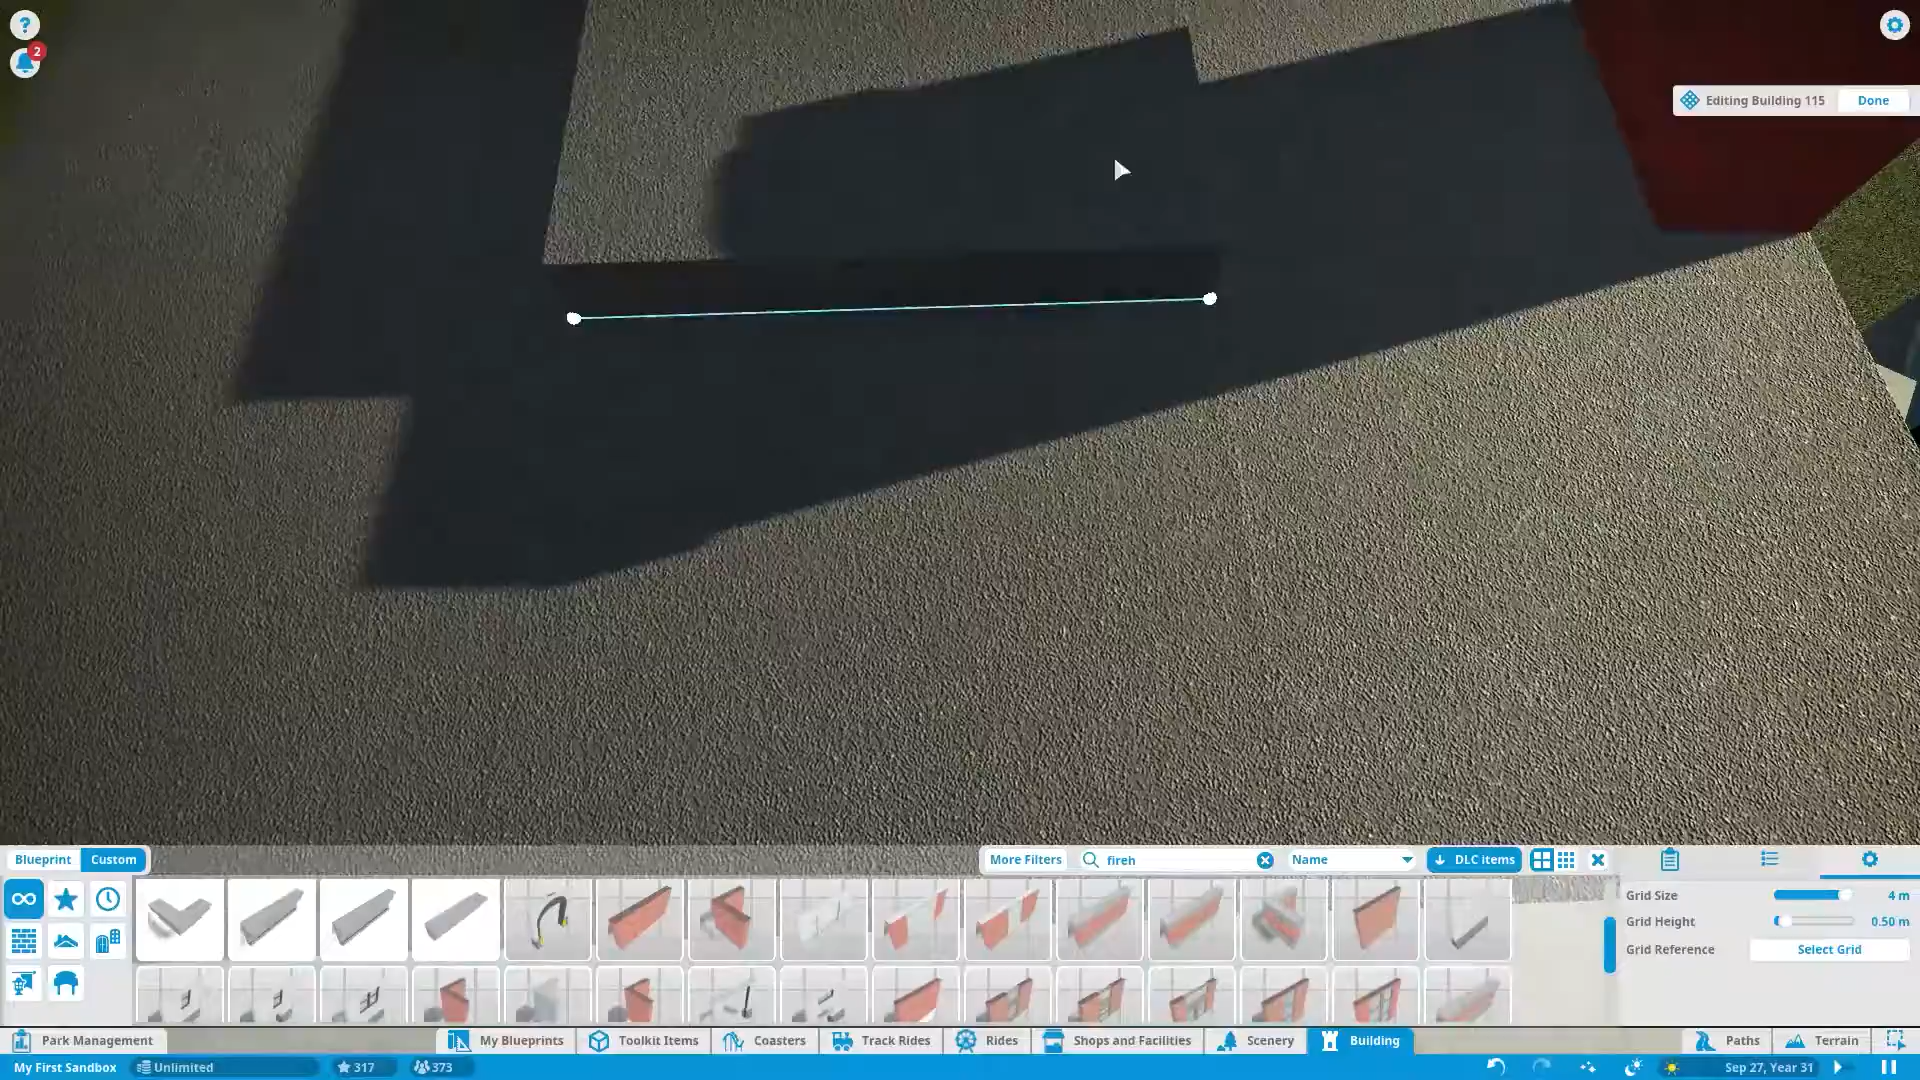 ?
2
Editing Building 115 Done
Blueprint Custom
More Filters fireh Name DLC items
Grid Size 4 m
Grid Height 0.50 m
Grid Reference Select Grid
Park Management My Blueprints Toolkit Items Coasters Track Rides Rides Shops and Facilities Scenery Building Paths Terrain
My First Sandbox Unlimited 317 373 Sep 27, Year 31